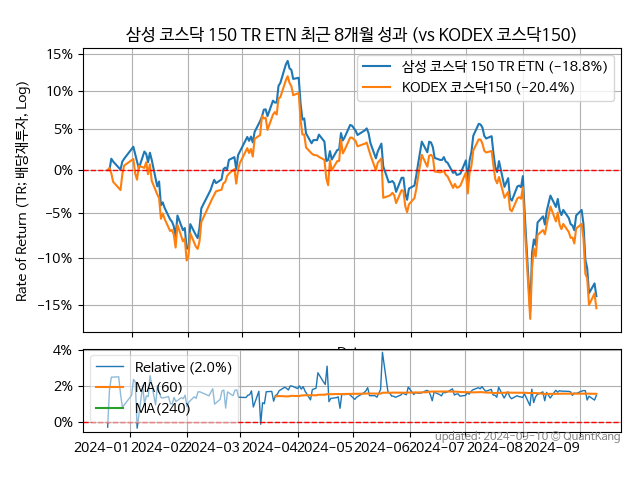 삼성 코스닥 150 TR ETN 최근 8개월 성과 (vs KODEX 코스닥150)
15%
10%
5%
0%
−5%
−10%
−15%
Rate of Return (TR: 배당재투자, Log)
삼성 코스닥 150 TR ETN (−18.8%)
KODEX 코스닥150 (−20.4%)
4%
2%
0%
Relative (2.0%)
MA(60)
MA(240)
2024-01 2024-02 2024-03 2024-04 2024-05 2024-06 2024-07 2024-08 2024-09
updated: 2024-09-10 © QuantKang